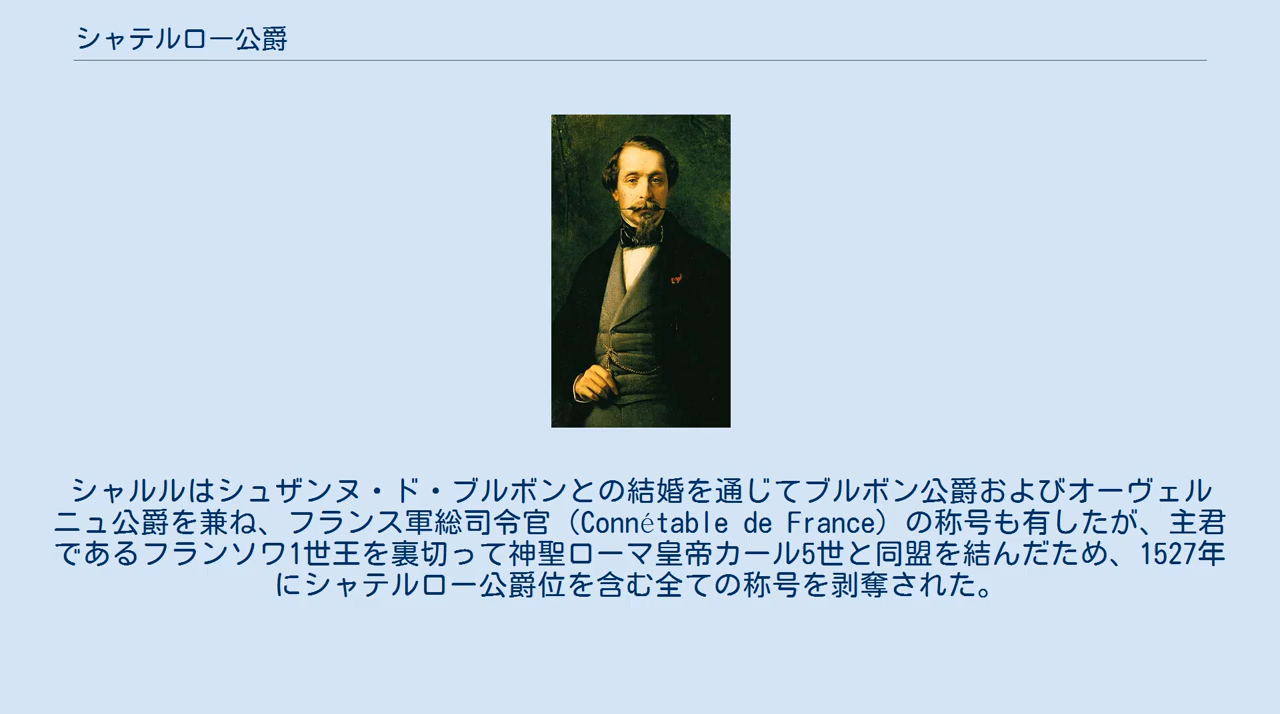 シャテルロー公爵
シャルルはシュザンヌ・ド・ブルボンとの結婚を通じてブルボン公爵およびオーヴェル
ニュ公爵を兼ね、フランス軍総司令官（Connétable de France）の称号も有したが、主君
であるフランソワ1世王を裏切って神聖ローマ皇帝カール5世と同盟を結んだため、1527年
にシャテルロー公爵位を含む全ての称号を剥奪された。